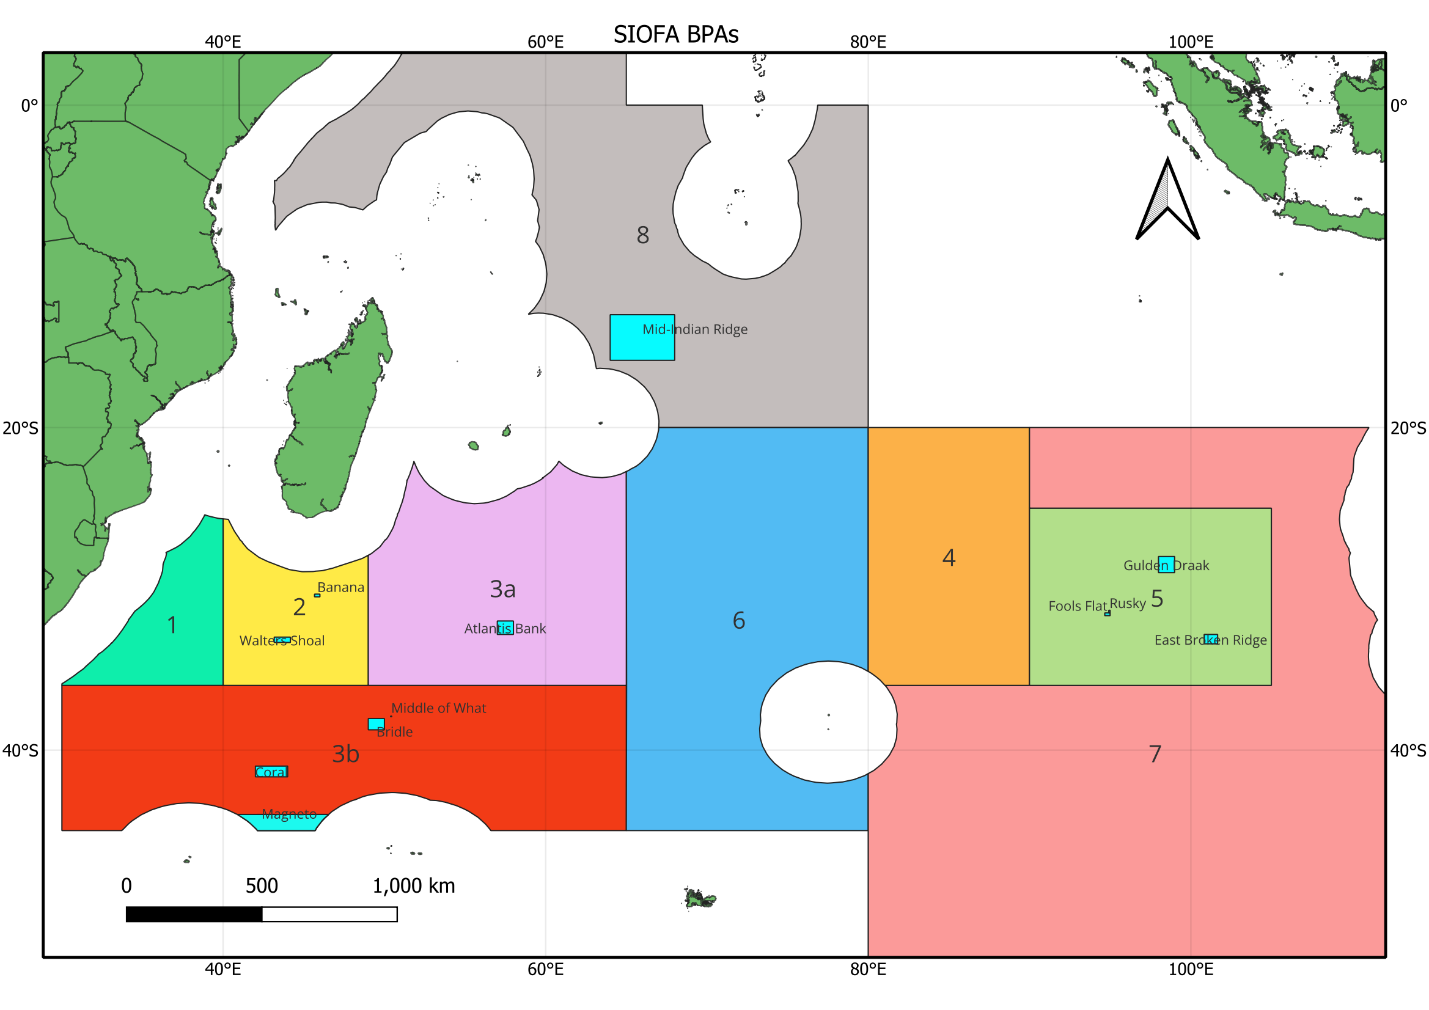 SIOFA BPAs
40°E 60°E 80°E 100°E
0° 0°
8
Mid-Indian Ridge
20°S 20°S
4
Gulden Draak
Banana
3a
5
Rusky
Fools Flat
2
6
1
Atlantis Bank
Walters Shoal
East Broken Ridge
Middle of What
Bridle
40°S 40°S
3b
7
Coral
Magneto
0 500 1,000 km
40°E 60°E 80°E 100°E